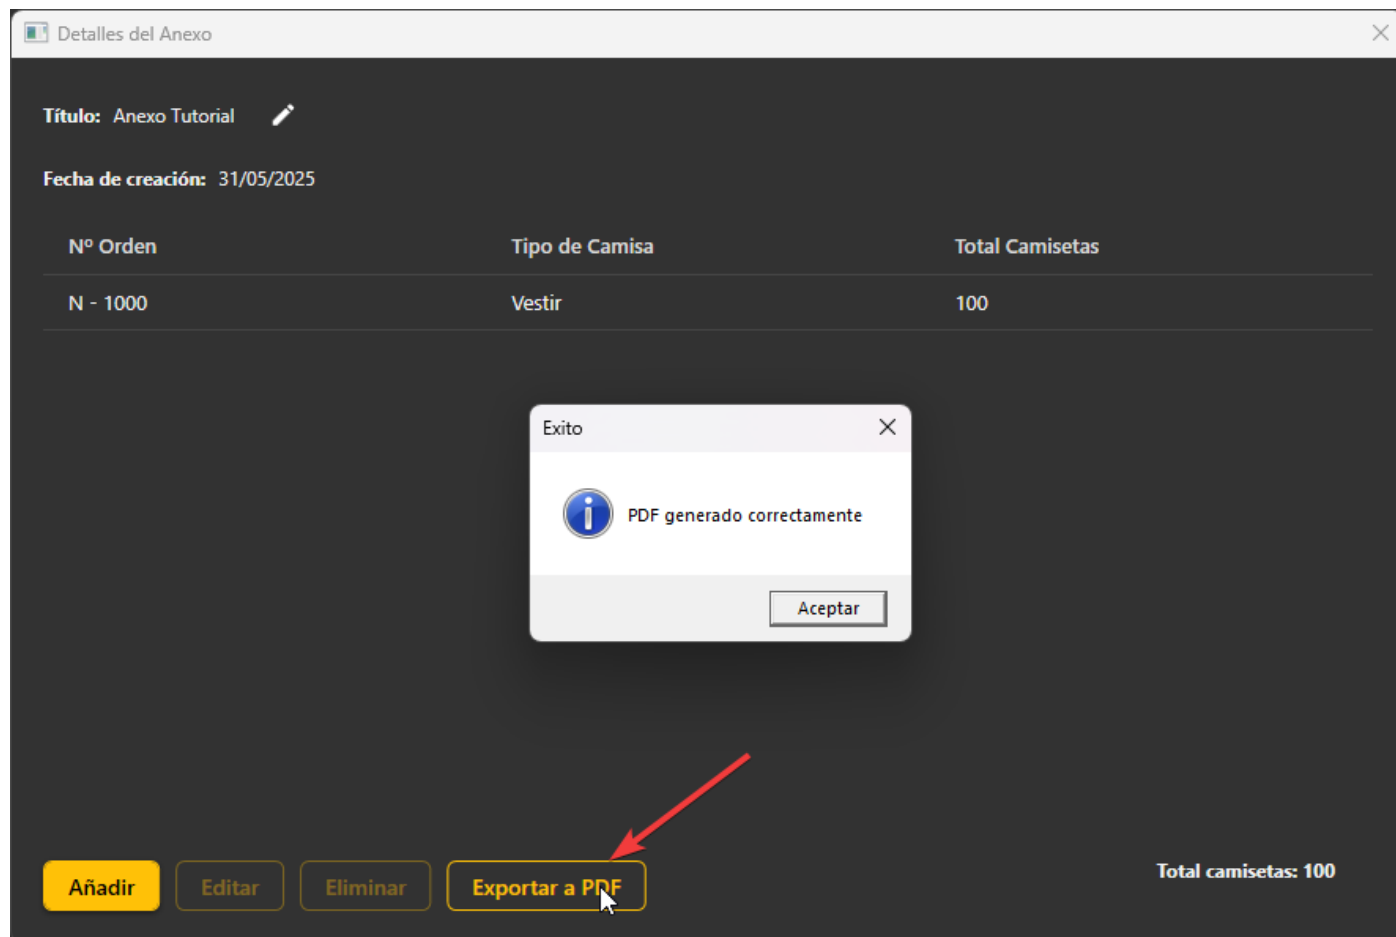 Detalles del Anexo
Título: Anexo Tutorial
Fecha de creación: 31/05/2025
Nº Orden Tipo de Camisa Total Camisetas
N - 1000 Vestir 100
Exito
PDF generado correctamente
Aceptar
Añadir Editar Eliminar Exportar a PDF
Total camisetas: 100